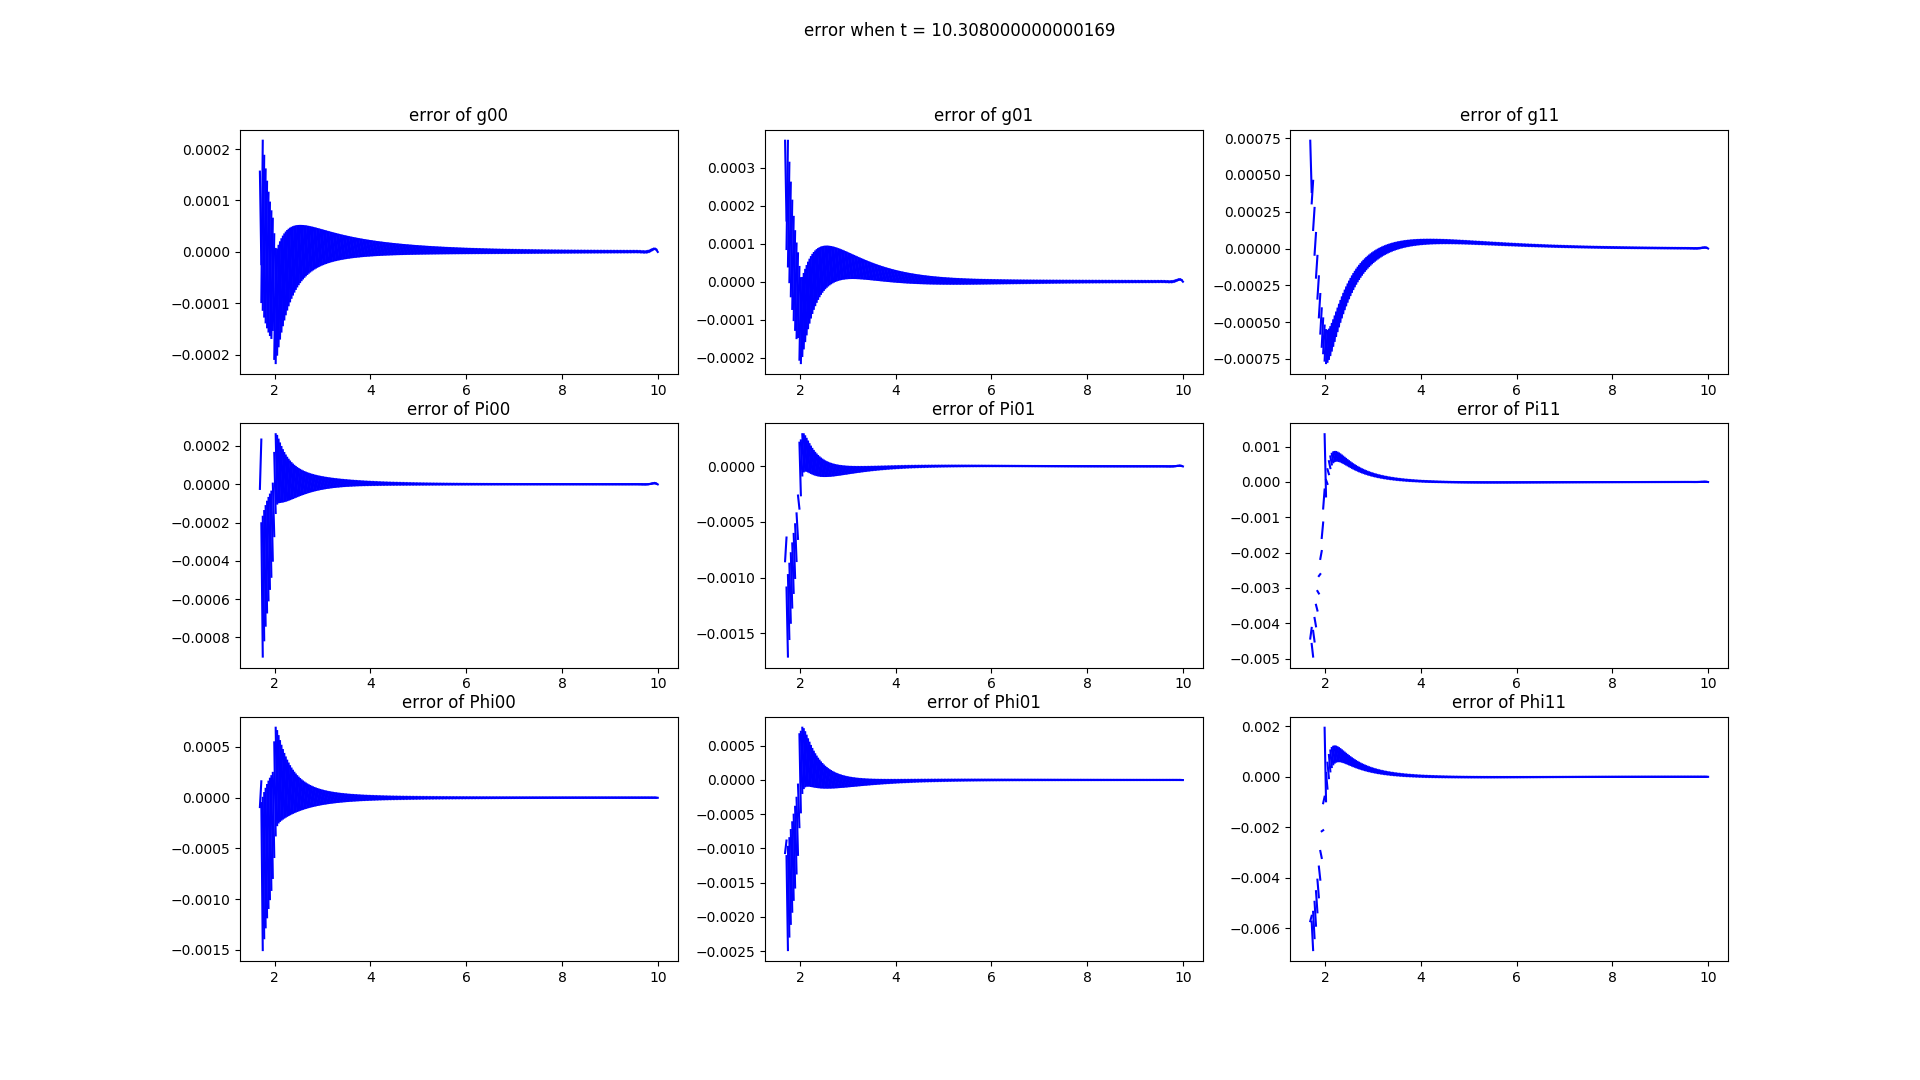 error when t = 10.308000000000169
error of g00
error of g01
error of g11
0.0002
0.0001
0.0000
−0.0001
−0.0002
2 4 6 8 10
0.0003
0.0002
0.0001
0.0000
−0.0001
−0.0002
2 4 6 8 10
0.00075
0.00050
0.00025
0.00000
−0.00025
−0.00050
−0.00075
2 4 6 8 10
error of Pi00
error of Pi01
error of Pi11
0.0002
0.0000
−0.0002
−0.0004
−0.0006
−0.0008
2 4 6 8 10
0.0000
−0.0005
−0.0010
−0.0015
2 4 6 8 10
0.001
0.000
−0.001
−0.002
−0.003
−0.004
−0.005
2 4 6 8 10
error of Phi00
error of Phi01
error of Phi11
0.0005
0.0000
−0.0005
−0.0010
−0.0015
2 4 6 8 10
0.0005
0.0000
−0.0005
−0.0010
−0.0015
−0.0020
−0.0025
2 4 6 8 10
0.002
0.000
−0.002
−0.004
−0.006
2 4 6 8 10